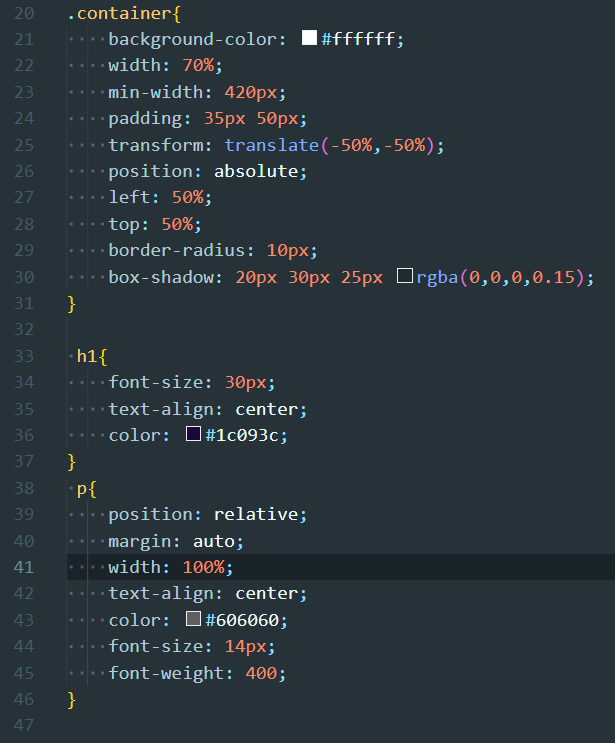 20 .container{
21 ····background-color: #ffffff;
22 ····width: 70%;
23 ····min-width: 420px;
24 ····padding: 35px 50px;
25 ····transform: translate(-50%,-50%);
26 ····position: absolute;
27 ····left: 50%;
28 ····top: 50%;
29 ····border-radius: 10px;
30 ····box-shadow: 20px 30px 25px rgba(0,0,0,0.15);
31 }
32
33 ·h1{
34 ····font-size: 30px;
35 ····text-align: center;
36 ····color: #1c093c;
37 }
38 ·p{
39 ····position: relative;
40 ····margin: auto;
41 ····width: 100%;
42 ····text-align: center;
43 ····color: #606060;
44 ····font-size: 14px;
45 ····font-weight: 400;
46 }
47